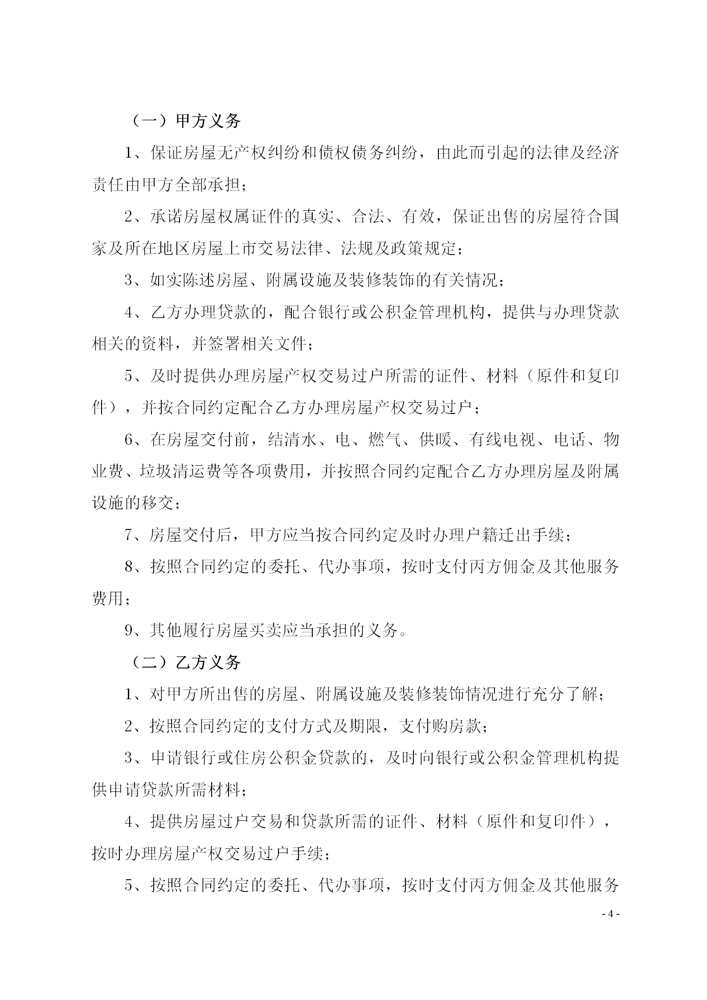 （一）甲方义务
1、保证房屋无产权纠纷和债权债务纠纷，由此而引起的法律及经济
责任由甲方全部承担；
2、承诺房屋权属证件的真实、合法、有效，保证出售的房屋符合国
家及所在地区房屋上市交易法律、法规及政策规定；
3、如实陈述房屋、附属设施及装修装饰的有关情况；
4、乙方办理贷款的，配合银行或公积金管理机构，提供与办理贷款
相关的资料，并签署相关文件；
5、及时提供办理房屋产权交易过户所需的证件、材料（原件和复印
件），并按合同约定配合乙方办理房屋产权交易过户；
6、在房屋交付前，结清水、电、燃气、供暖、有线电视、电话、物
业费、垃圾清运费等各项费用，并按照合同约定配合乙方办理房屋及附属
设施的移交；
7、房屋交付后，甲方应当按合同约定及时办理户籍迁出手续；
8、按照合同约定的委托、代办事项，按时支付丙方佣金及其他服务
费用；
9、其他履行房屋买卖应当承担的义务。
（二）乙方义务
1、对甲方所出售的房屋、附属设施及装修装饰情况进行充分了解；
2、按照合同约定的支付方式及期限，支付购房款；
3、申请银行或住房公积金贷款的，及时向银行或公积金管理机构提
供申请贷款所需材料；
4、提供房屋过户交易和贷款所需的证件、材料（原件和复印件），
按时办理房屋产权交易过户手续；
5、按照合同约定的委托、代办事项，按时支付丙方佣金及其他服务
- 4 -